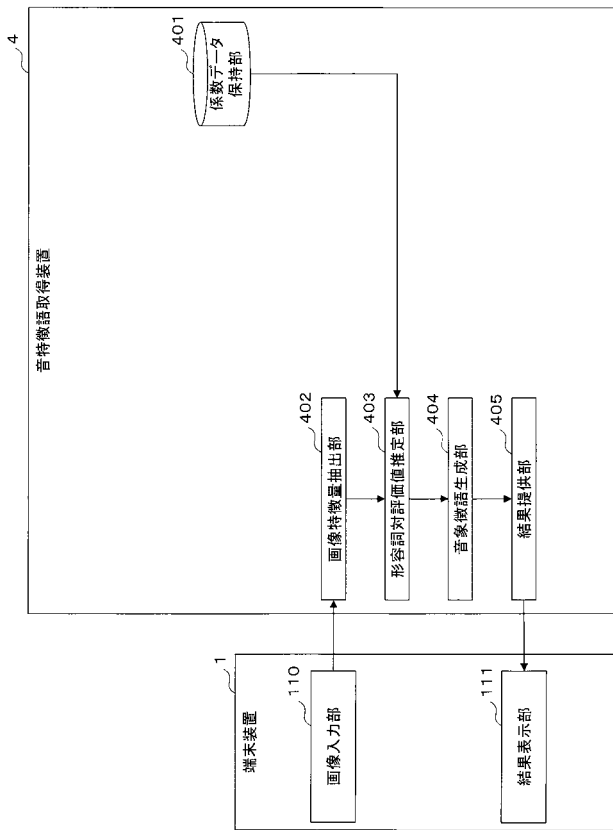 端末装置
1
110
画像入力部
111
結果表示部
音特徴語取得装置
4
402
画像特徴量抽出部
403
形容詞対評価値推定部
404
音象徴語生成部
405
結果提供部
401
係数データ
保持部